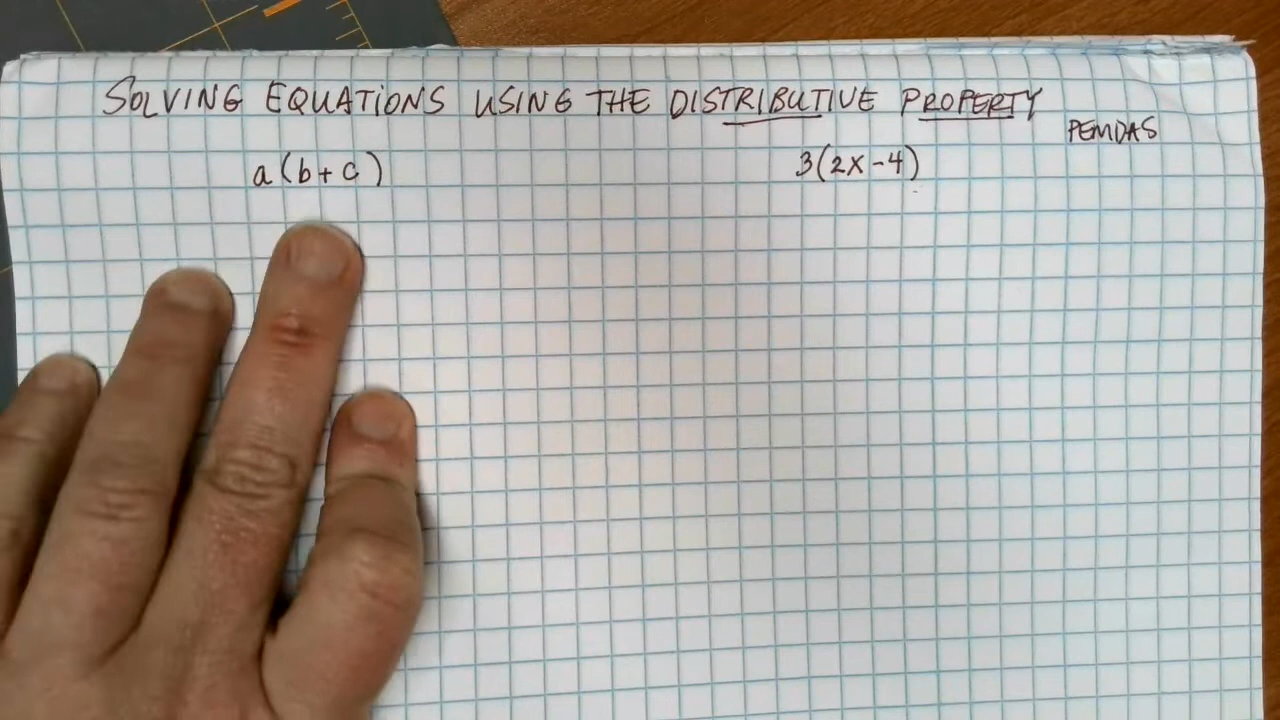 SOLVING EQUATIONS USING THE DISTRIBUTIVE PROPERTY
PEMDAS
a(b+c)
3(2x-4)